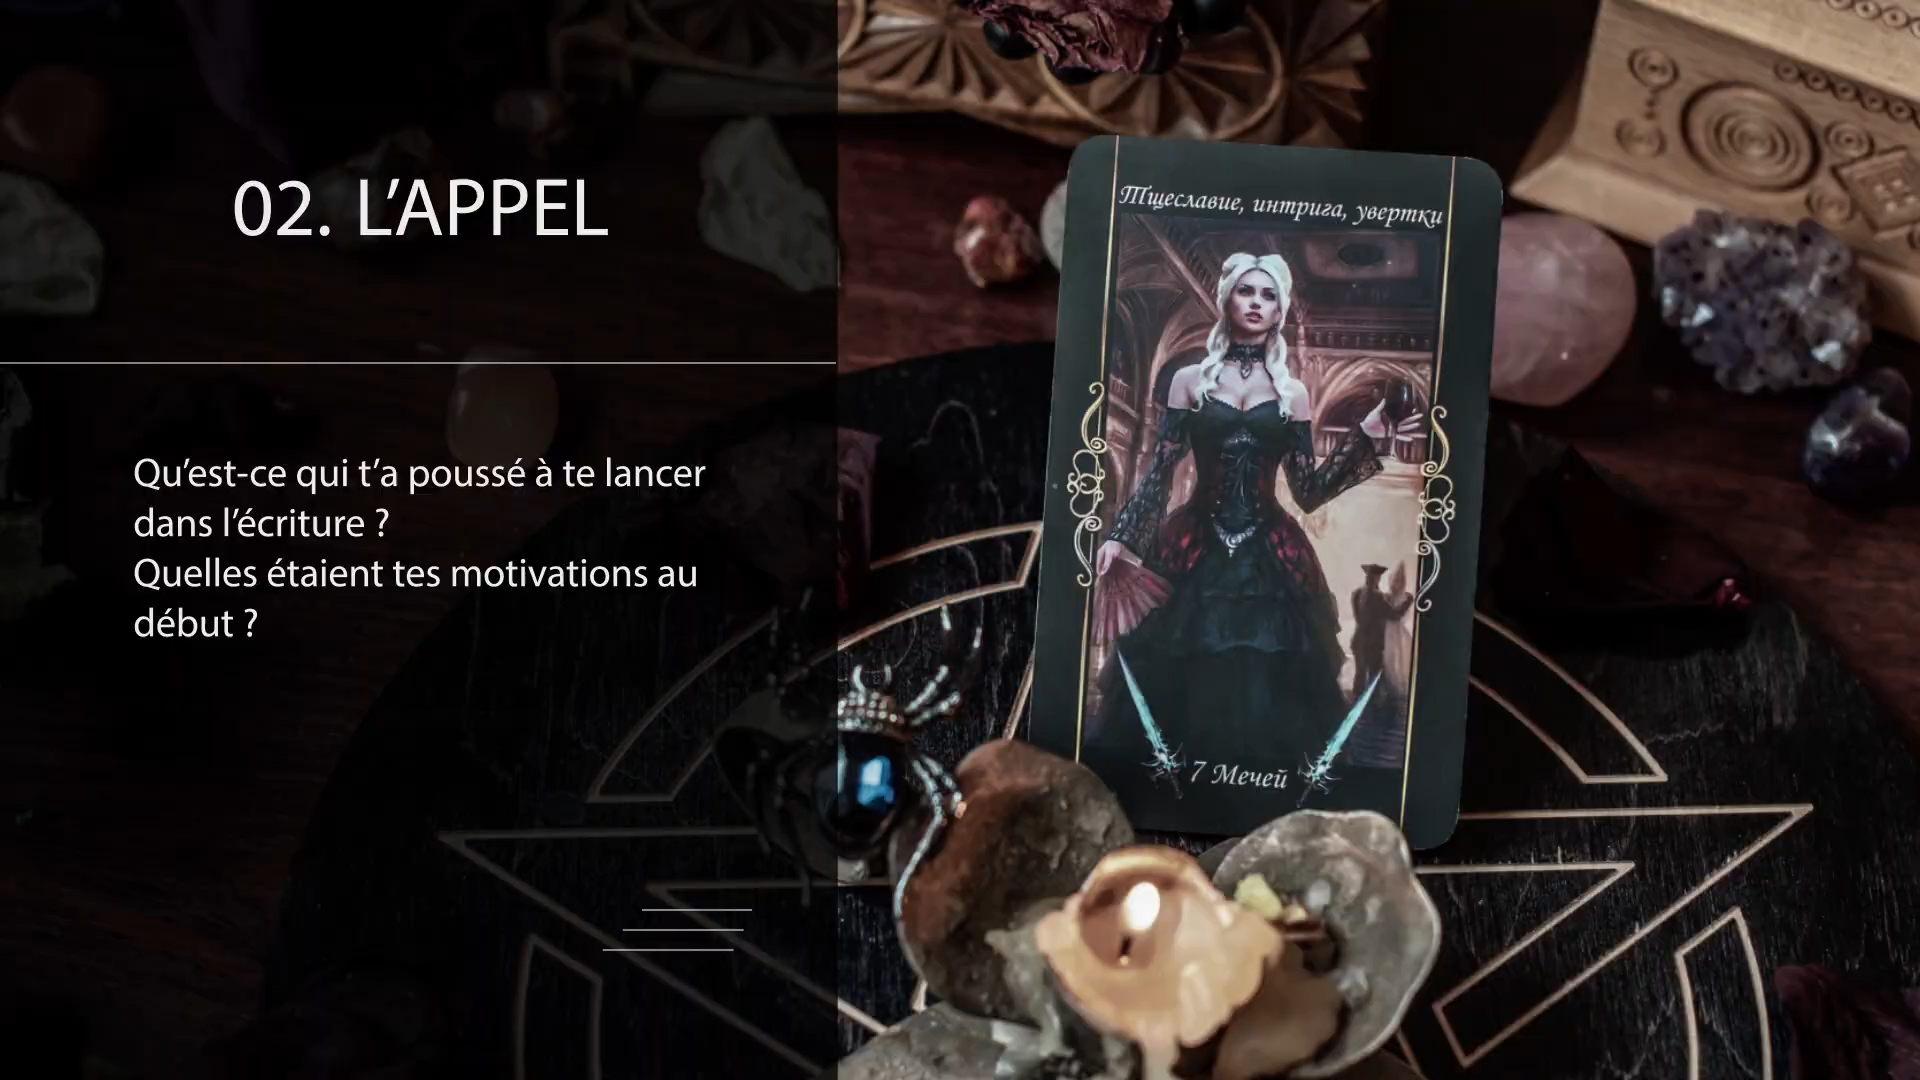 02. L’APPEL
Qu’est-ce qui t’a poussé à te lancer
dans l’écriture ?
Quelles étaient tes motivations au
début ?
Тщеславие, интрига, увертки
7 Мечей